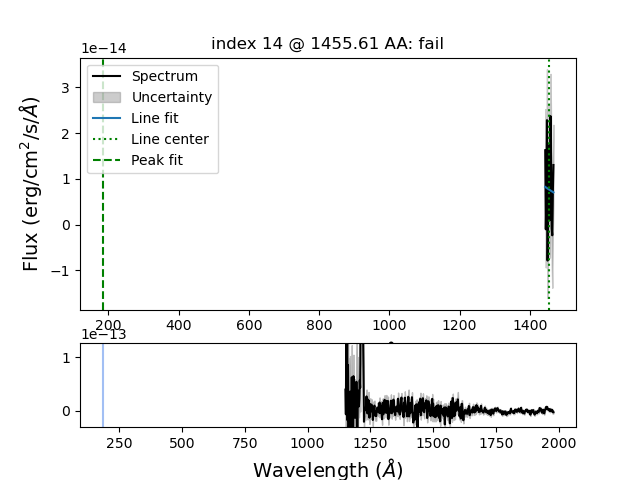 index 14 @ 1455.61 AA: fail
1e−14
Spectrum
Uncertainty
Line fit
Line center
Peak fit
Flux (erg/cm²/s/Å)
3
2
1
0
−1
200 400 600 800 1000 1200 1400
1e−13
1
0
250 500 750 1000 1250 1500 1750 2000
Wavelength (Å)